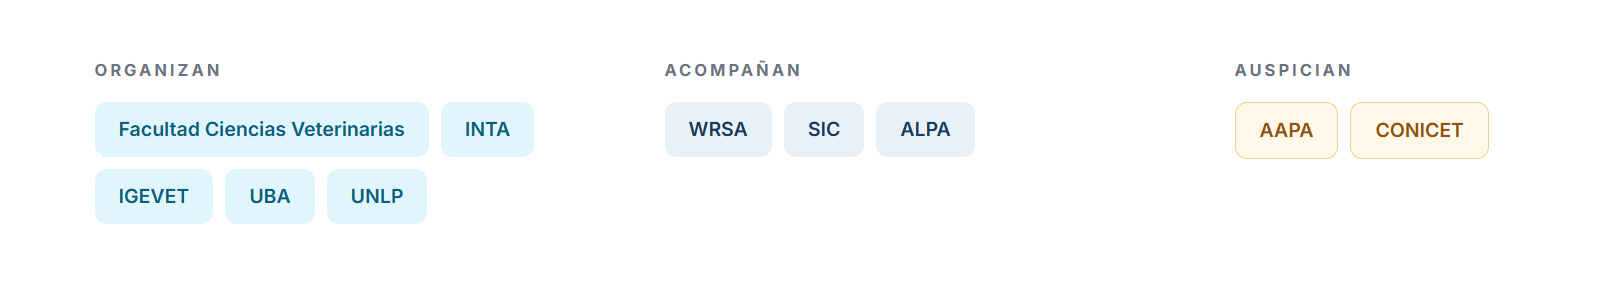 ORGANIZAN
Facultad Ciencias Veterinarias INTA
IGEVET UBA UNLP
ACOMPAÑAN
WRSA SIC ALPA
AUSPICIAN
AAPA CONICET